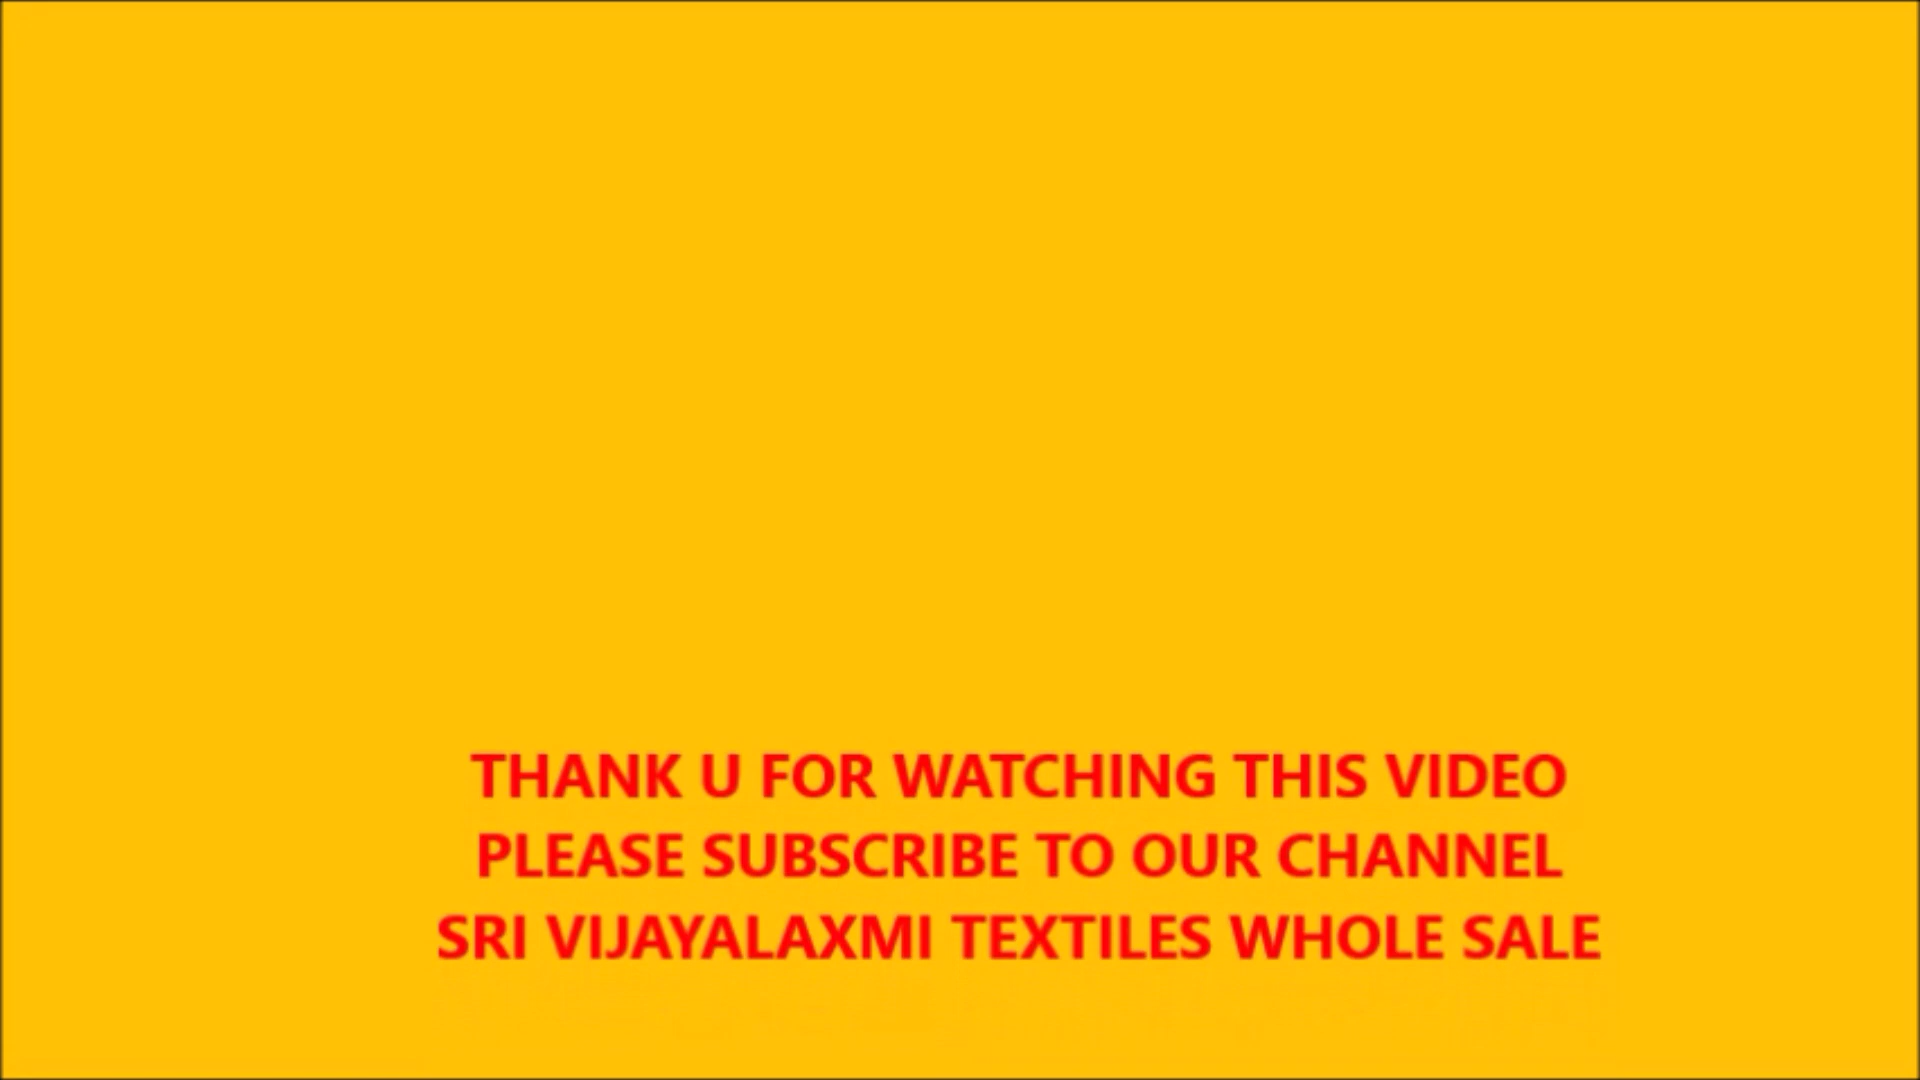 THANK U FOR WATCHING THIS VIDEO
PLEASE SUBSCRIBE TO OUR CHANNEL
SRI VIJAYALAXMI TEXTILES WHOLE SALE